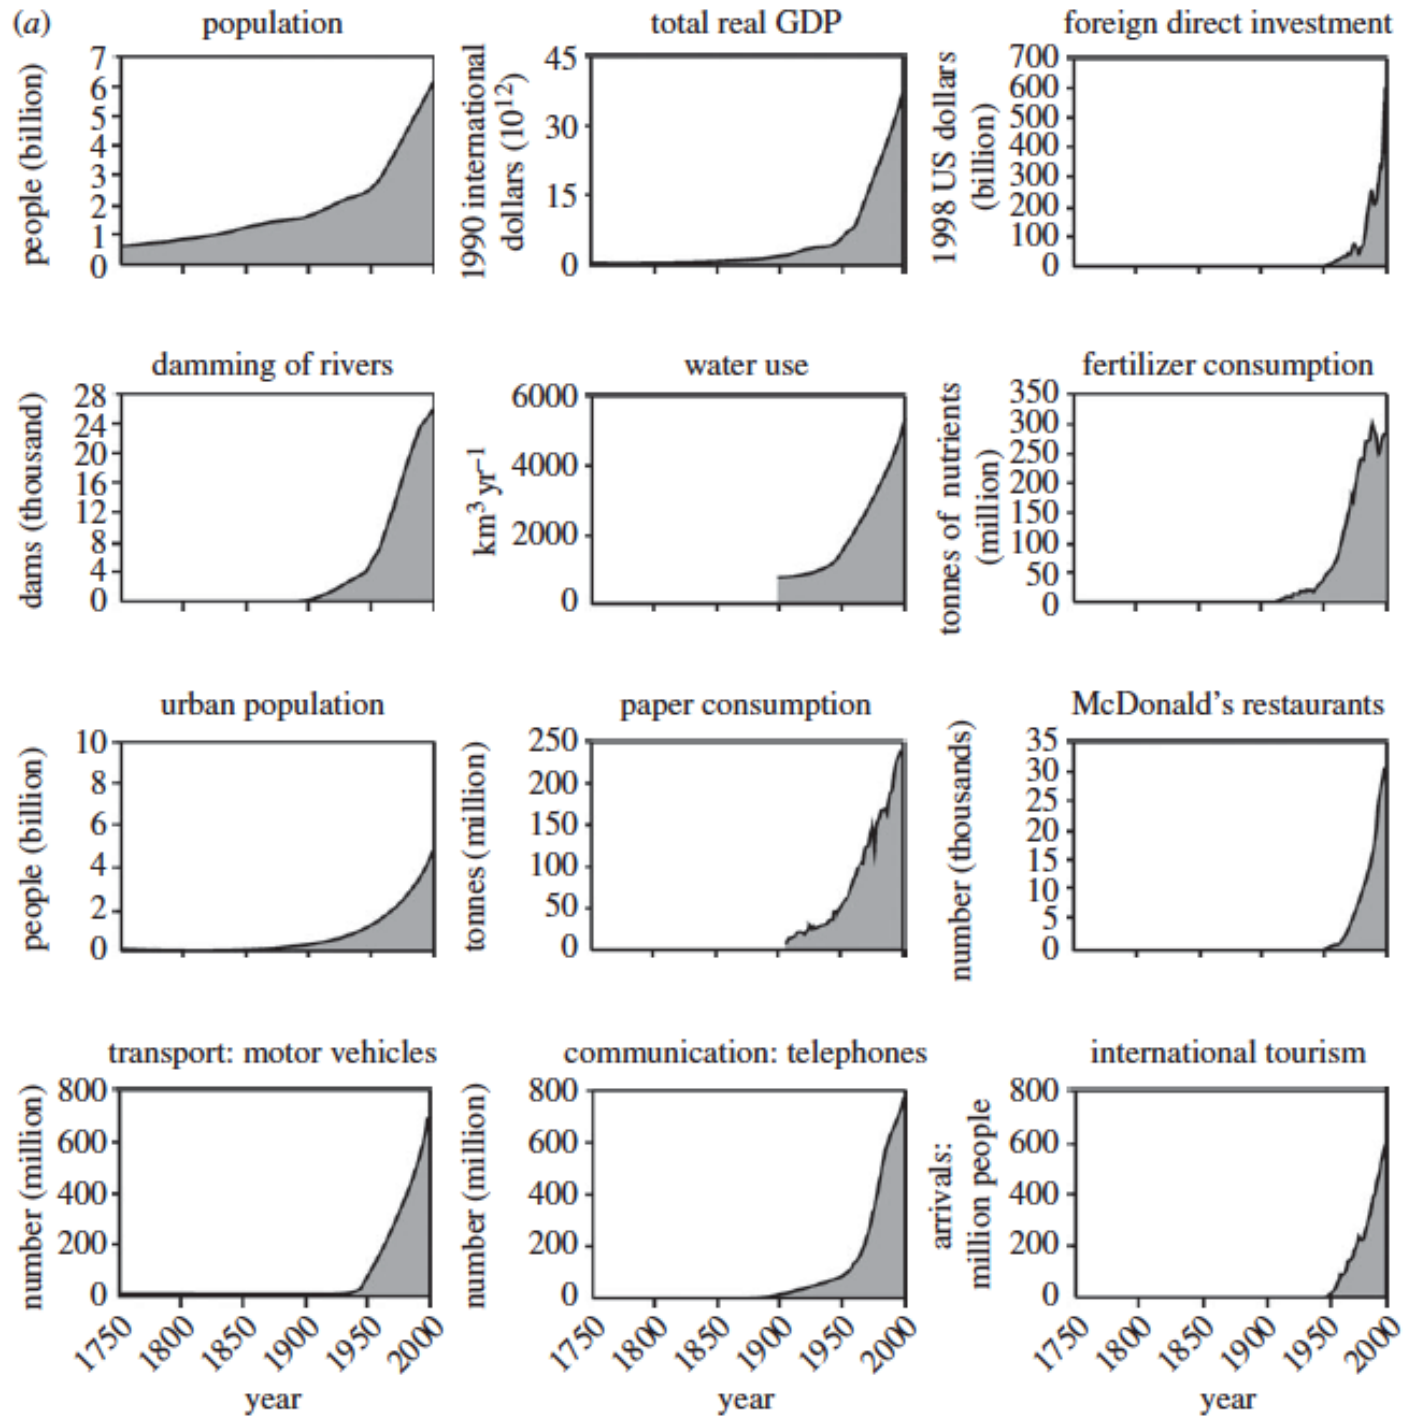 (a)
population
people (billion)
7
6
5
4
3
2
1
0
total real GDP
1990 international
dollars (10¹²)
45
30
15
0
foreign direct investment
1998 US dollars
(billion)
700
600
500
400
300
200
100
0
damming of rivers
dams (thousand)
28
24
20
16
12
8
4
0
water use
km³ yr⁻¹
6000
4000
2000
0
fertilizer consumption
tonnes of nutrients
(million)
350
300
250
200
150
100
50
0
urban population
people (billion)
10
8
6
4
2
0
paper consumption
tonnes (million)
250
200
150
100
50
0
McDonald's restaurants
number (thousands)
35
30
25
20
15
10
5
0
transport: motor vehicles
number (million)
800
600
400
200
0
1750 1800 1850 1900 1950 2000
year
communication: telephones
number (million)
800
600
400
200
0
1750 1800 1850 1900 1950 2000
year
international tourism
arrivals:
million people
800
600
400
200
0
1750 1800 1850 1900 1950 2000
year